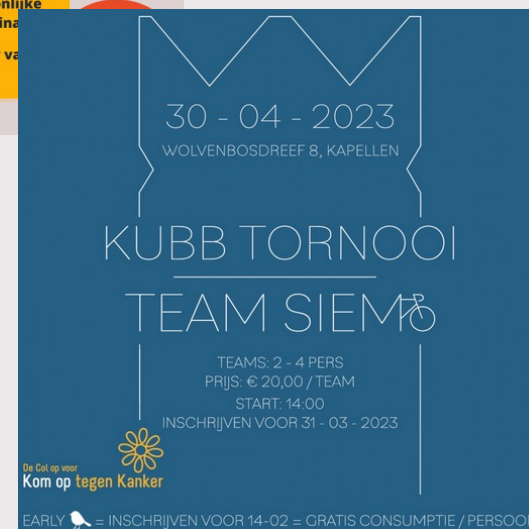 30 - 04 - 2023
WOLVENBOSDREEF 8, KAPELLEN
KUBB TORNOOI
TEAM SIEMO
TEAMS: 2 - 4 PERS
PRIJS: € 20,00 / TEAM
START: 14:00
INSCHRIJVEN VOOR 31 - 03 - 2023
De Col op voor
Kom op tegen Kanker
EARLY = INSCHRIJVEN VOOR 14-02 = GRATIS CONSUMPTIE / PERSOO